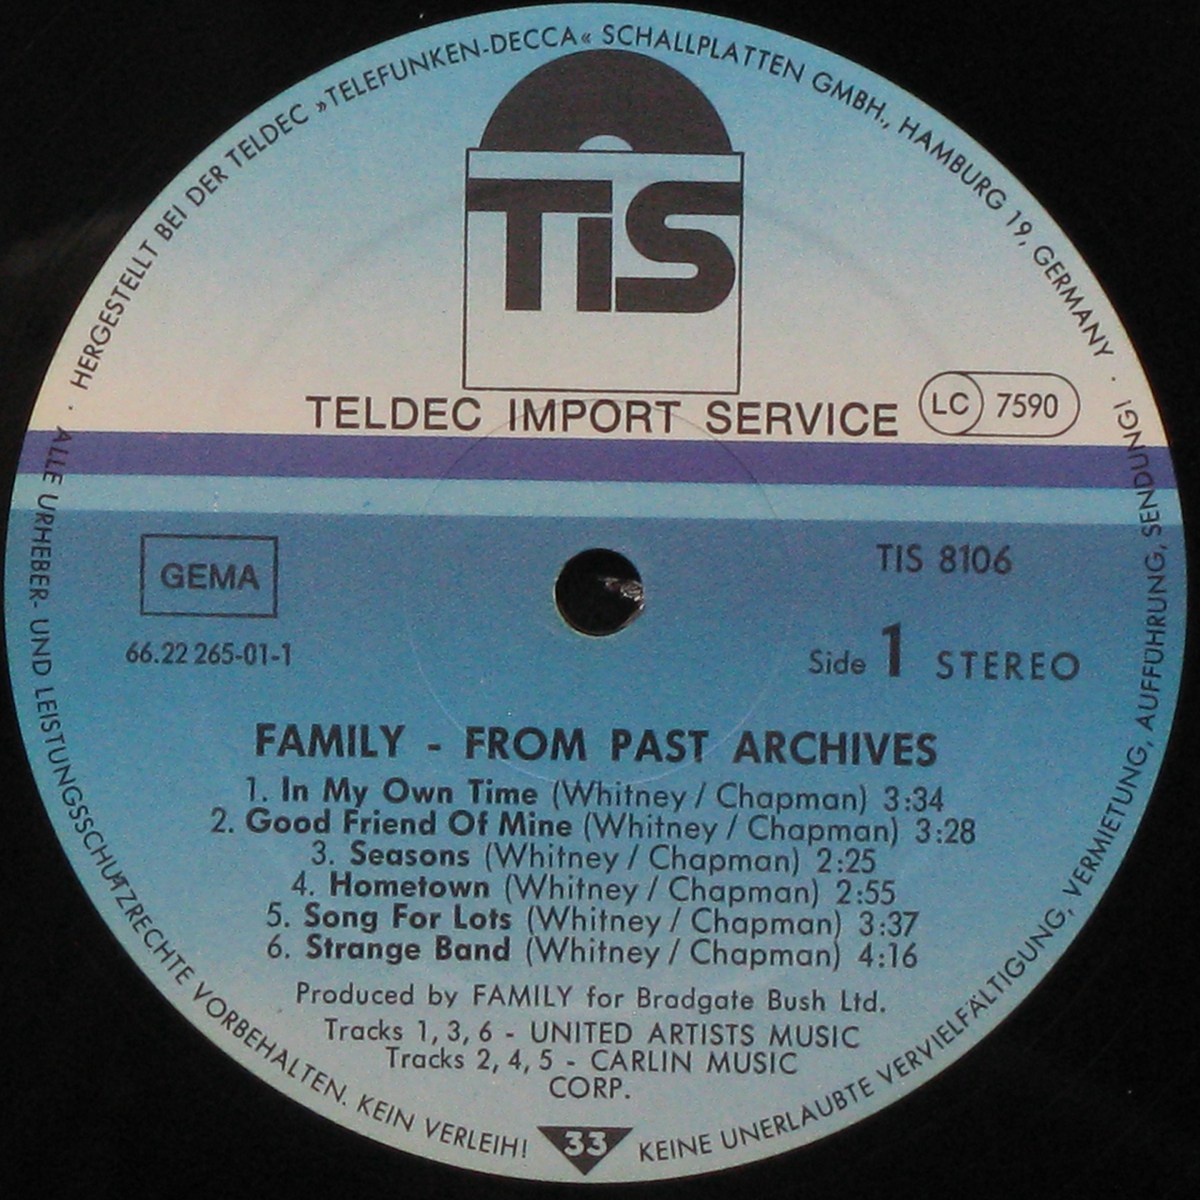 HERGESTELLT BEI DER TELDEC »TELEFUNKEN-DECCA« SCHALLPLATTEN GMBH., HAMBURG 19, GERMANY ·
TiS
TELDEC IMPORT SERVICE
LC 7590
GEMA
66.22 265-01-1
TIS 8106
Side 1 STEREO
FAMILY - FROM PAST ARCHIVES
1. In My Own Time (Whitney / Chapman) 3:34
2. Good Friend Of Mine (Whitney / Chapman) 3:28
3. Seasons (Whitney / Chapman) 2:25
4. Hometown (Whitney / Chapman) 2:55
5. Song For Lots (Whitney / Chapman) 3:37
6. Strange Band (Whitney / Chapman) 4:16
Produced by FAMILY for Bradgate Bush Ltd.
Tracks 1, 3, 6 - UNITED ARTISTS MUSIC
Tracks 2, 4, 5 - CARLIN MUSIC
CORP.
· ALLE URHEBER- UND LEISTUNGSSCHUTZRECHTE VORBEHALTEN. KEIN VERLEIH!
33
KEINE UNERLAUBTE VERVIELFÄLTIGUNG, VERMIETUNG, AUFFÜHRUNG, SENDUNG!